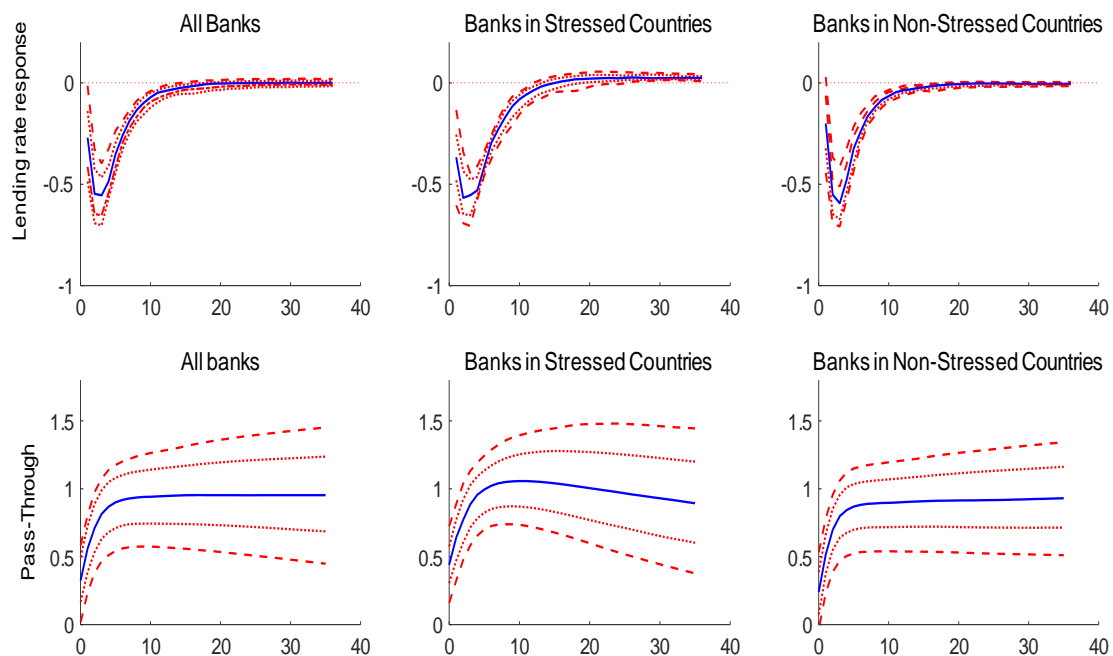 All Banks
Banks in Stressed Countries
Banks in Non-Stressed Countries
Lending rate response
0
-0.5
-1
0 10 20 30 40
0
-0.5
-1
0 10 20 30 40
0
-0.5
-1
0 10 20 30 40
All banks
Banks in Stressed Countries
Banks in Non-Stressed Countries
Pass-Through
1.5
1
0.5
0
0 10 20 30 40
1.5
1
0.5
0
0 10 20 30 40
1.5
1
0.5
0
0 10 20 30 40